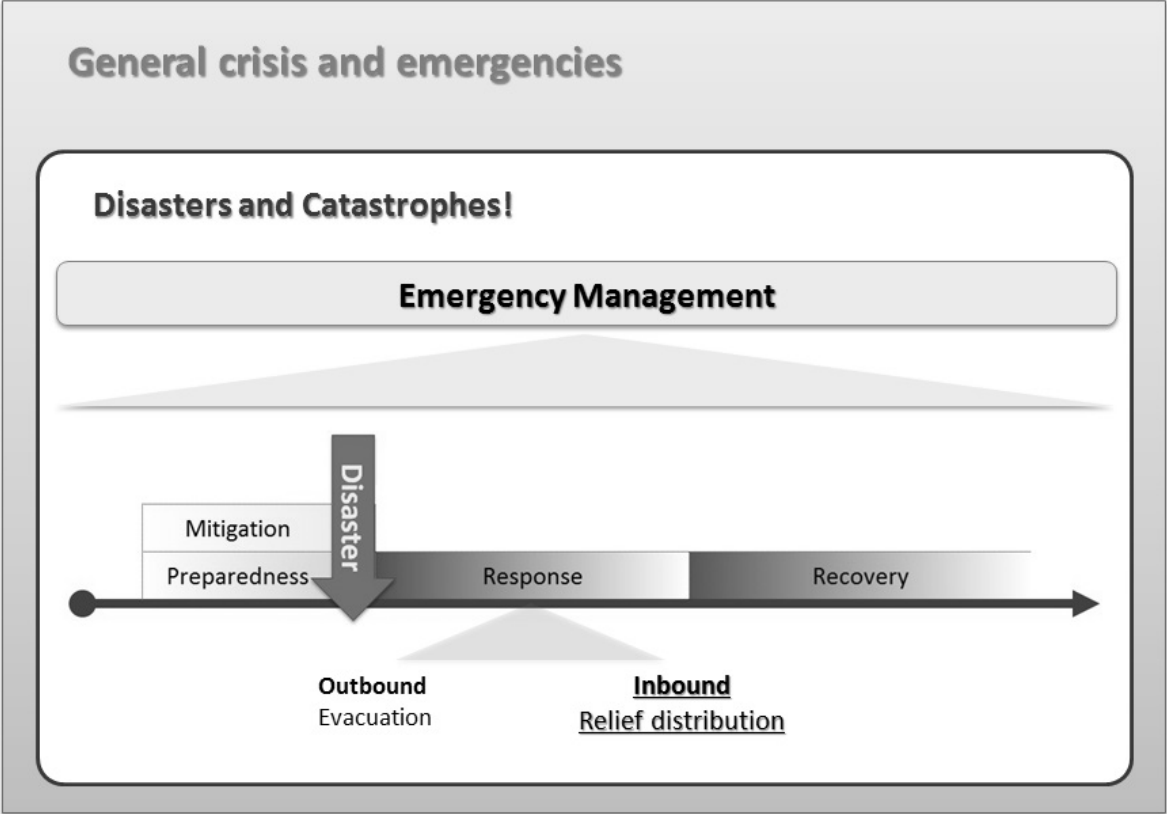 General crisis and emergencies
Disasters and Catastrophes!
Emergency Management
Disaster
Mitigation
Preparedness
Response
Recovery
Outbound
Evacuation
Inbound
Relief distribution